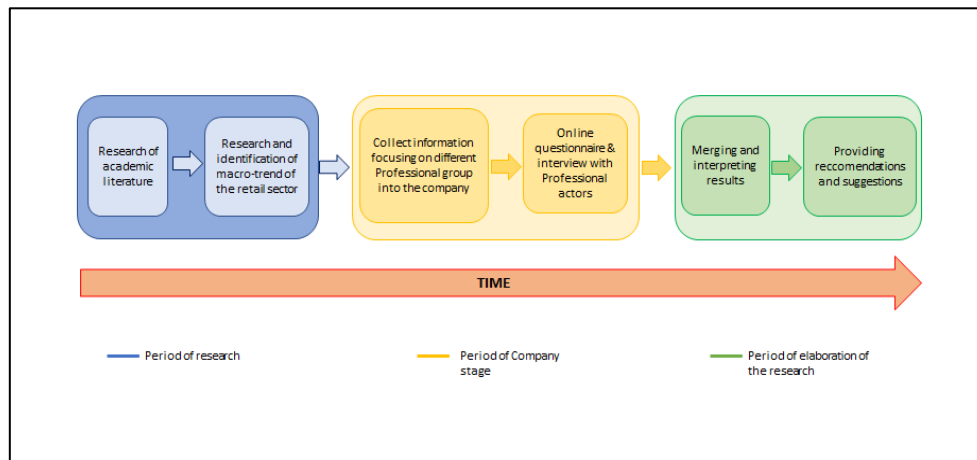 Research of
academic
literature
Research and
identification of
macro-trend of
the retail sector
Collect information
focusing on different
Professional group
into the company
Online
questionnaire &
interview with
Professional
actors
Merging and
interpreting
results
Providing
reccomendations
and suggestions
TIME
Period of research
Period of Company
stage
Period of elaboration of
the research